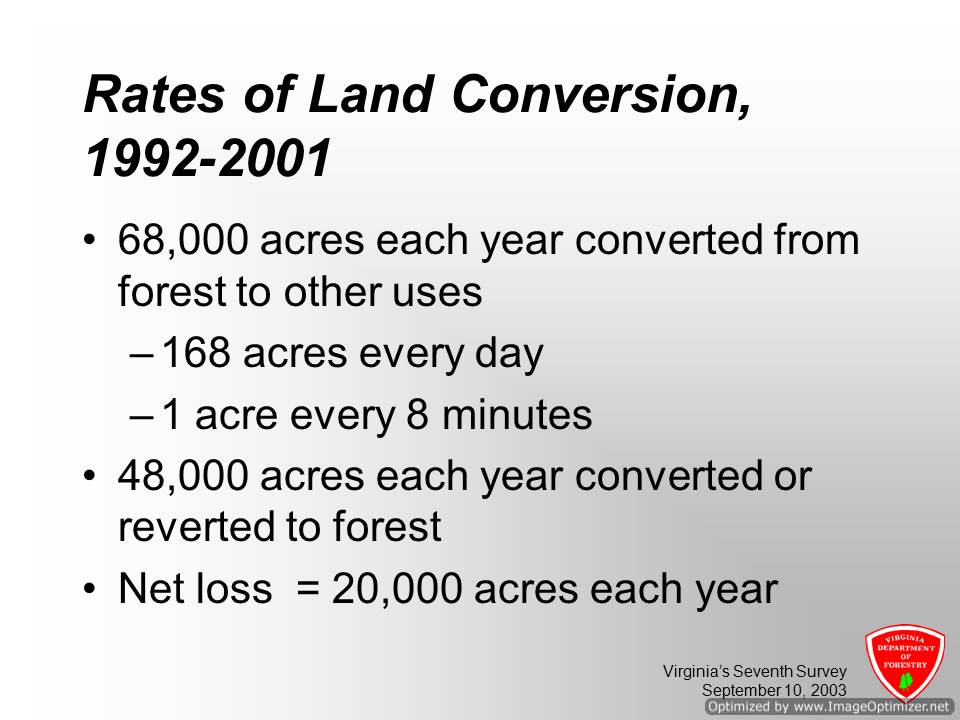 Rates of Land Conversion,
1992-2001
• 68,000 acres each year converted from
forest to other uses
– 168 acres every day
– 1 acre every 8 minutes
• 48,000 acres each year converted or
reverted to forest
• Net loss = 20,000 acres each year
VIRGINIA
DEPARTMENT
OF
FORESTRY
Virginia’s Seventh Survey
September 10, 2003
Optimized by www.ImageOptimizer.net